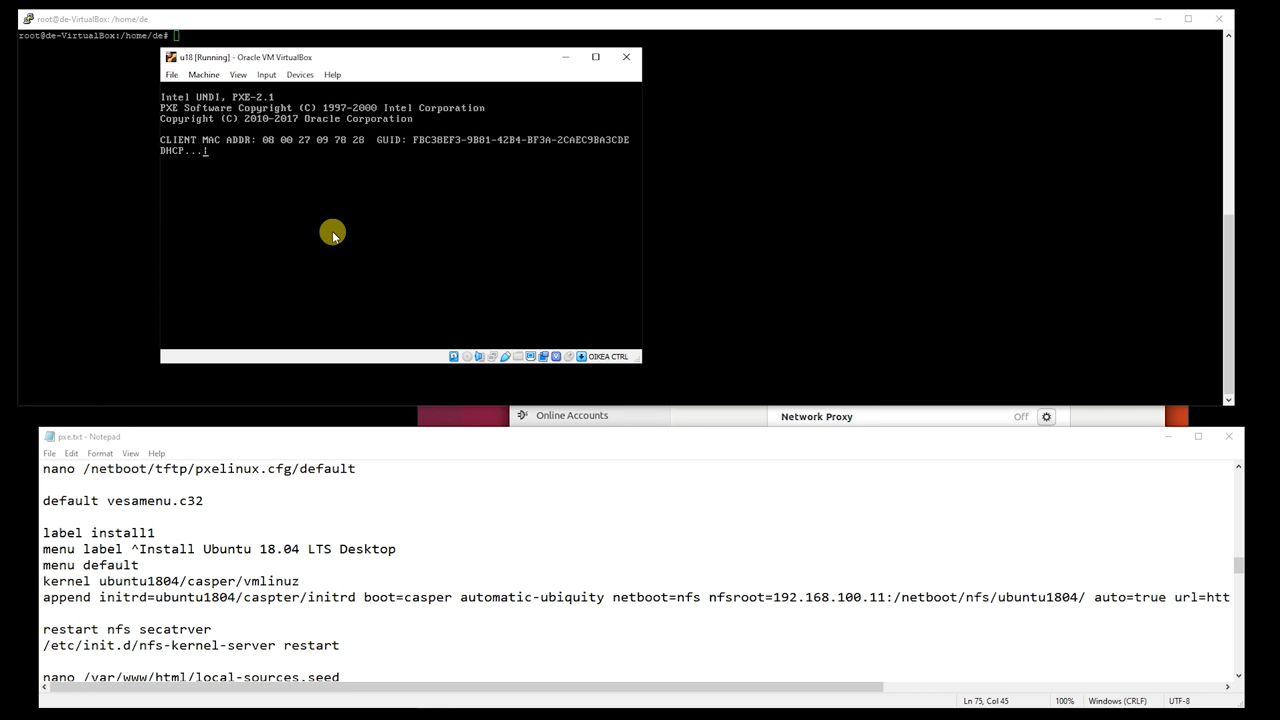 root@de-VirtualBox: /home/de
root@de-VirtualBox:/home/de#
u18 [Running] - Oracle VM VirtualBox
File Machine View Input Devices Help
Intel UNDI, PXE-2.1
PXE Software Copyright (C) 1997-2000 Intel Corporation
Copyright (C) 2010-2017 Oracle Corporation
CLIENT MAC ADDR: 08 00 27 09 78 28 GUID: FBC38EF3-9B81-42B4-BF3A-2CAEC9BA3CDE
DHCP...
OIKEA CTRL
Online Accounts
Network Proxy
Off
pxe.txt - Notepad
File Edit Format View Help
nano /netboot/tftp/pxelinux.cfg/default
default vesamenu.c32
label install1
menu label ^Install Ubuntu 18.04 LTS Desktop
menu default
kernel ubuntu1804/casper/vmlinuz
append initrd=ubuntu1804/caspter/initrd boot=casper automatic-ubiquity netboot=nfs nfsroot=192.168.100.11:/netboot/nfs/ubuntu1804/ auto=true url=htt
restart nfs secatrver
/etc/init.d/nfs-kernel-server restart
nano /var/www/html/local-sources.seed
Ln 75, Col 45
100%
Windows (CRLF)
UTF-8